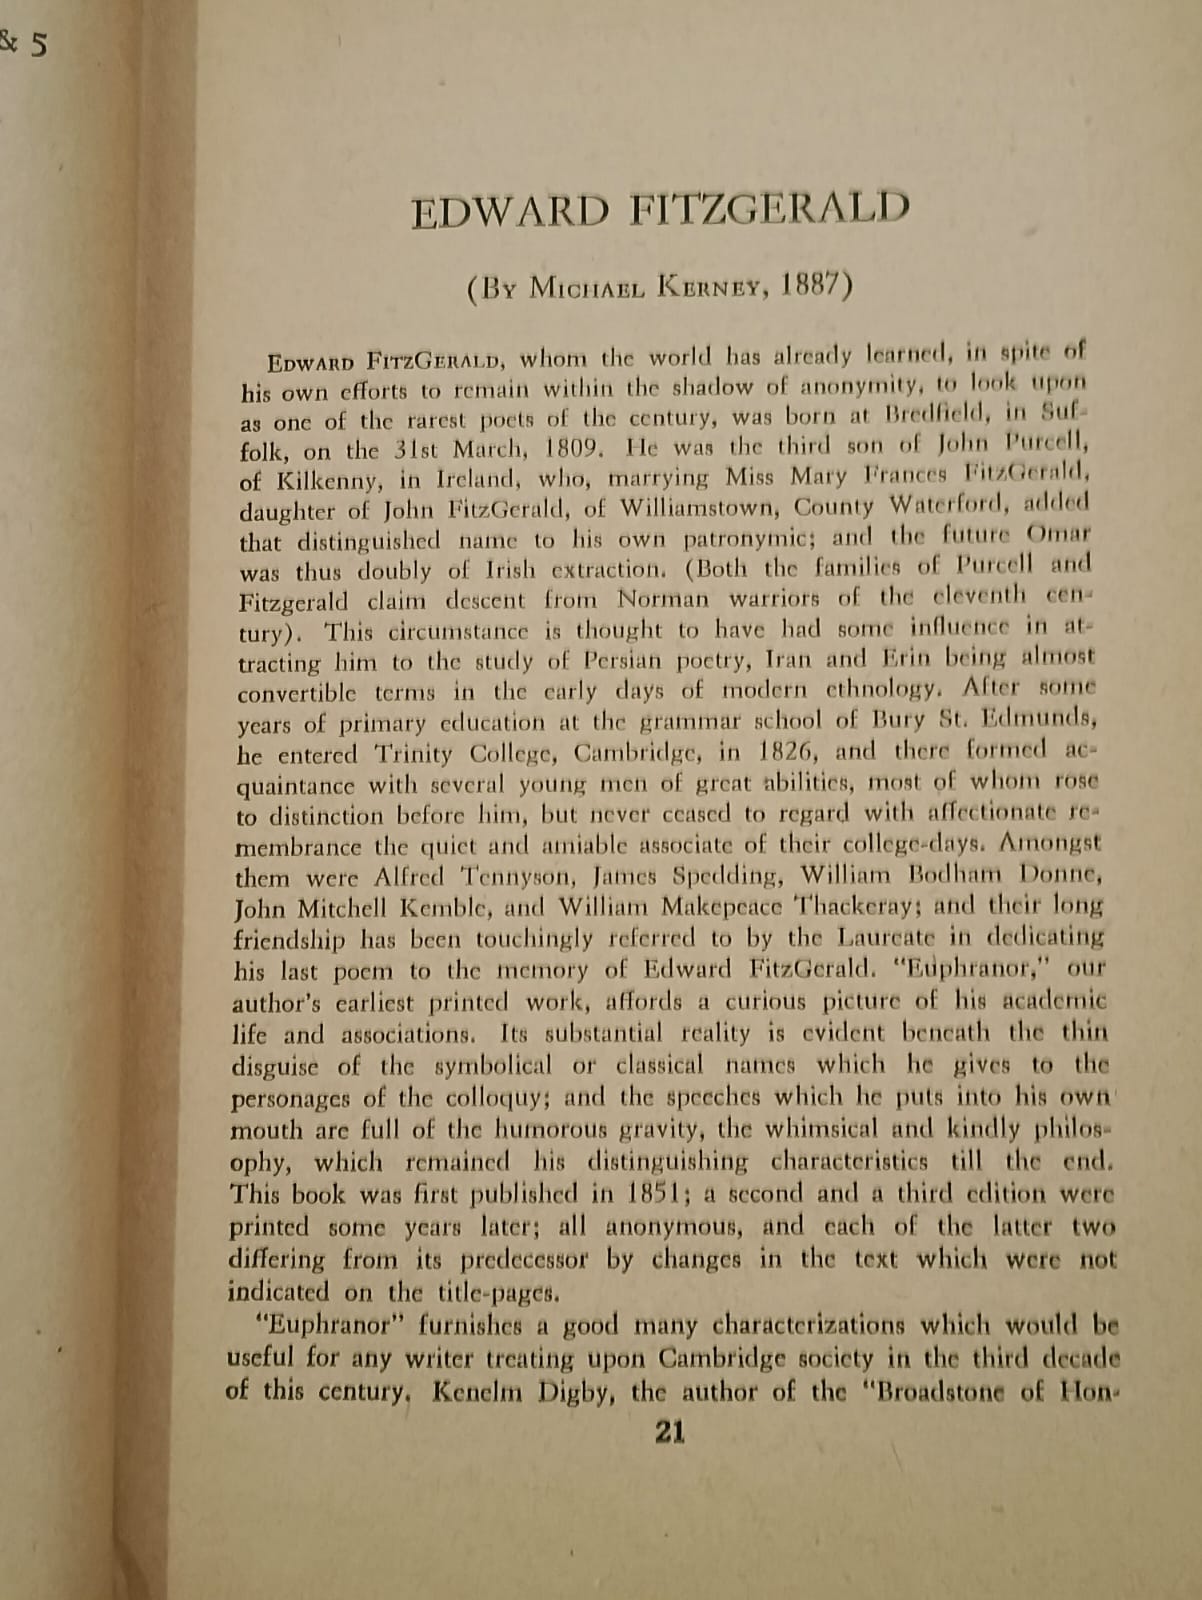 & 5
EDWARD FITZGERALD
(By Michael Kerney, 1887)
Edward FitzGerald, whom the world has already learned, in spite of
his own efforts to remain within the shadow of anonymity, to look upon
as one of the rarest poets of the century, was born at Bredfield, in Suf-
folk, on the 31st March, 1809. He was the third son of John Purcell,
of Kilkenny, in Ireland, who, marrying Miss Mary Frances FitzGerald,
daughter of John FitzGerald, of Williamstown, County Waterford, added
that distinguished name to his own patronymic; and the future Omar
was thus doubly of Irish extraction. (Both the families of Purcell and
Fitzgerald claim descent from Norman warriors of the eleventh cen-
tury). This circumstance is thought to have had some influence in at-
tracting him to the study of Persian poetry, Iran and Erin being almost
convertible terms in the early days of modern ethnology. After some
years of primary education at the grammar school of Bury St. Edmunds,
he entered Trinity College, Cambridge, in 1826, and there formed ac-
quaintance with several young men of great abilities, most of whom rose
to distinction before him, but never ceased to regard with affectionate re-
membrance the quiet and amiable associate of their college-days. Amongst
them were Alfred Tennyson, James Spedding, William Bodham Donne,
John Mitchell Kemble, and William Makepeace Thackeray; and their long
friendship has been touchingly referred to by the Laureate in dedicating
his last poem to the memory of Edward FitzGerald. "Euphranor," our
author's earliest printed work, affords a curious picture of his academic
life and associations. Its substantial reality is evident beneath the thin
disguise of the symbolical or classical names which he gives to the
personages of the colloquy; and the speeches which he puts into his own
mouth are full of the humorous gravity, the whimsical and kindly philos-
ophy, which remained his distinguishing characteristics till the end.
This book was first published in 1851; a second and a third edition were
printed some years later; all anonymous, and each of the latter two
differing from its predecessor by changes in the text which were not
indicated on the title-pages.
"Euphranor" furnishes a good many characterizations which would be
useful for any writer treating upon Cambridge society in the third decade
of this century. Kenelm Digby, the author of the "Broadstone of Hon-
21